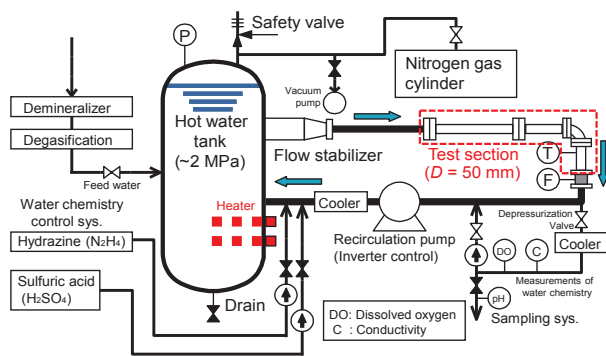 Safety valve
P
Nitrogen gas
cylinder
Vacuum
pump
Demineralizer
Degasification
Hot water
tank
(~2 MPa)
Flow stabilizer
Test section
(D = 50 mm)
T
F
Feed water
Water chemistry
control sys.
Heater
Cooler
Recirculation pump
(Inverter control)
Depressurization
Valve
Cooler
Hydrazine (N₂H₄)
Sulfuric acid
(H₂SO₄)
Drain
DO
C
Measurements of
water chemistry
pH
Sampling sys.
DO: Dissolved oxygen
C : Conductivity